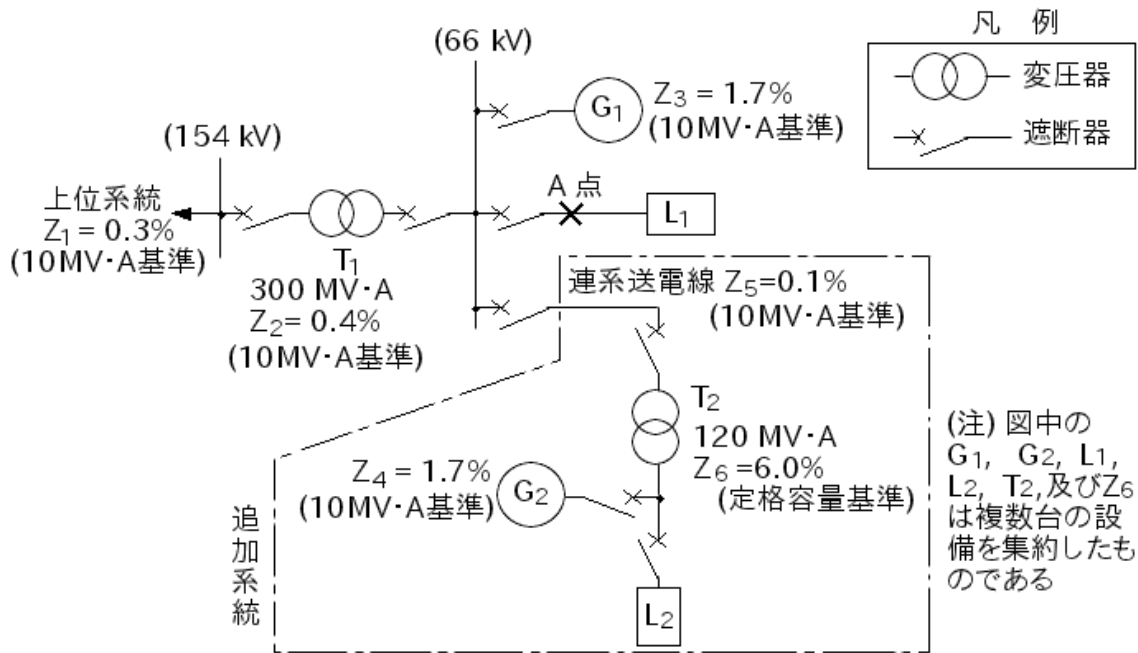 凡 例
変圧器
遮断器
(66 kV)
G1
Z3 = 1.7%
(10MV·A基準)
(154 kV)
上位系統
Z1 = 0.3%
(10MV·A基準)
T1
300 MV·A
Z2= 0.4%
(10MV·A基準)
A 点
L1
連系送電線 Z5=0.1%
(10MV·A基準)
T2
120 MV·A
Z6 =6.0%
(定格容量基準)
Z4 = 1.7%
(10MV·A基準)
G2
L2
追加系統
(注) 図中の
G1, G2, L1,
L2, T2,及びZ6
は複数台の設
備を集約したも
のである